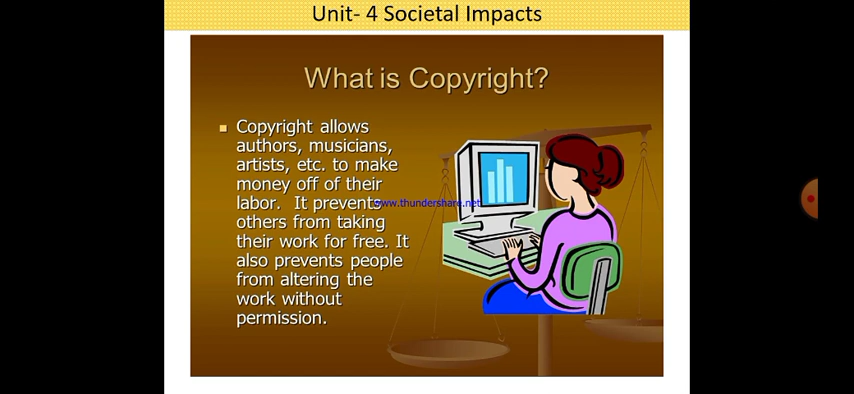 Unit- 4 Societal Impacts
What is Copyright?
Copyright allows
authors, musicians,
artists, etc. to make
money off of their
labor. It prevents
www.thundershare.net
others from taking
their work for free. It
also prevents people
from altering the
work without
permission.